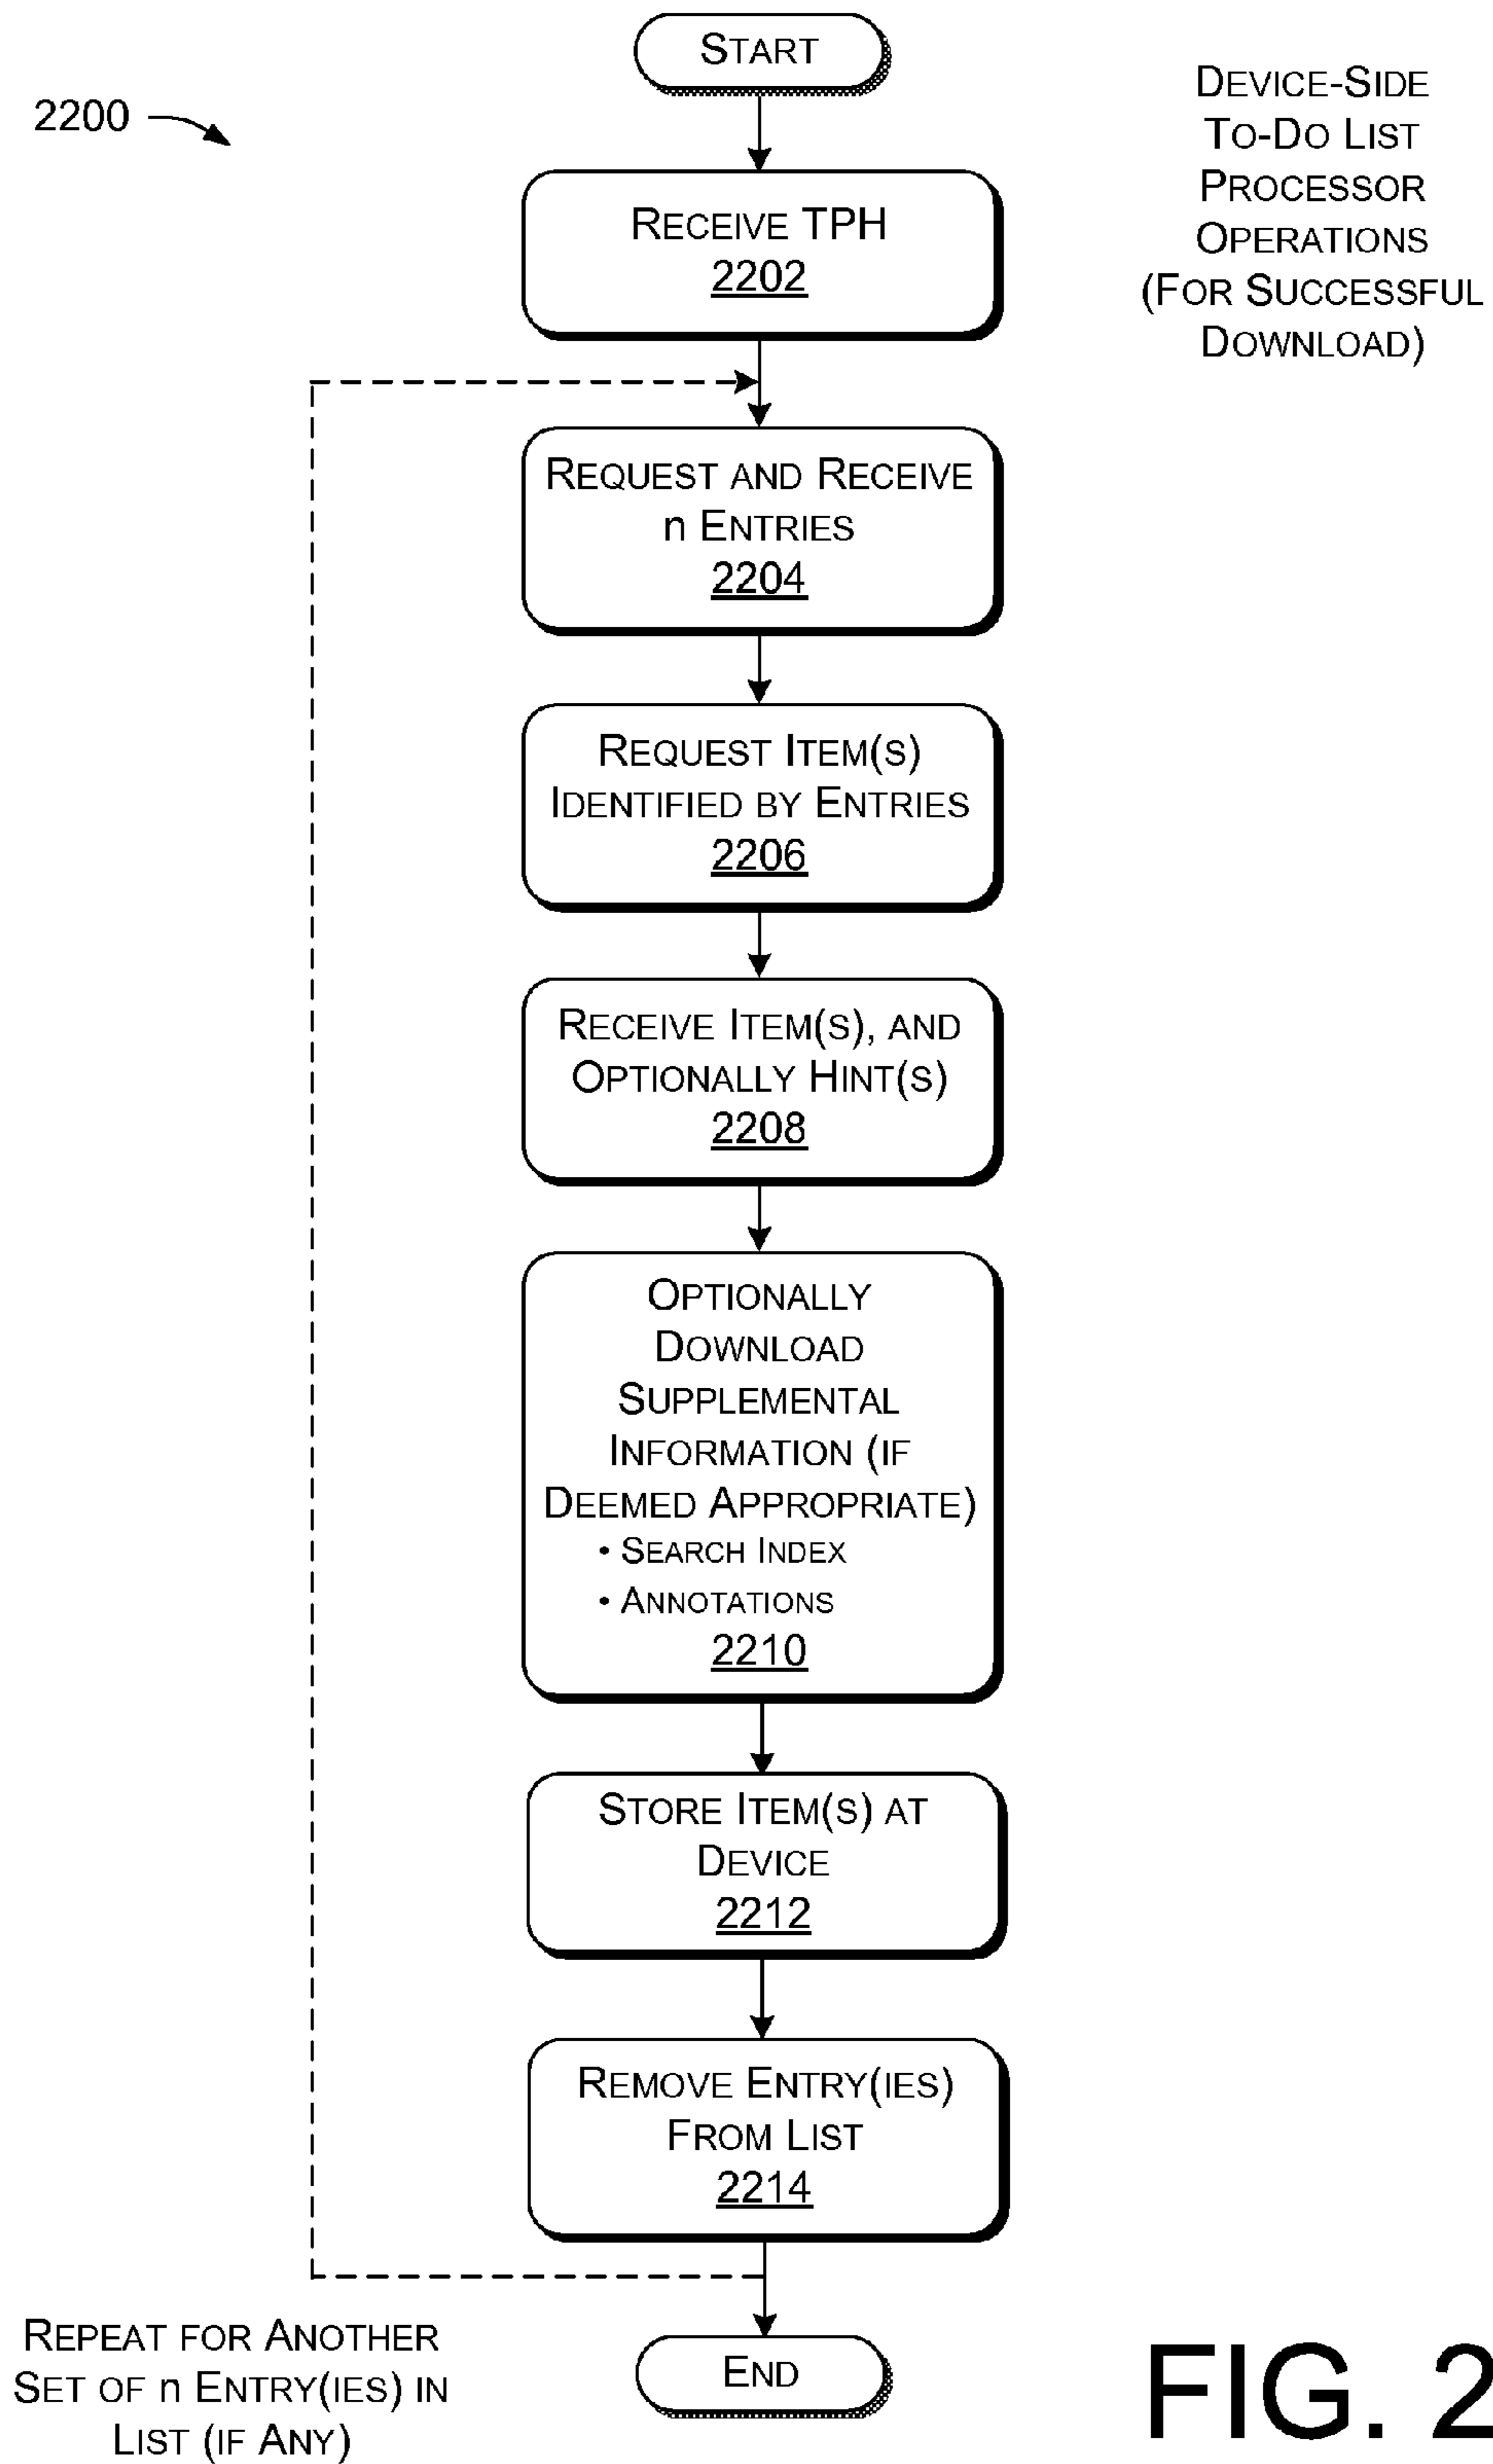 START
2200
DEVICE-SIDE
TO-DO LIST
PROCESSOR
OPERATIONS
(FOR SUCCESSFUL
DOWNLOAD)
RECEIVE TPH
2202
REQUEST AND RECEIVE
n ENTRIES
2204
REQUEST ITEM(S)
IDENTIFIED BY ENTRIES
2206
RECEIVE ITEM(S), AND
OPTIONALLY HINT(S)
2208
OPTIONALLY
DOWNLOAD
SUPPLEMENTAL
INFORMATION (IF
DEEMED APPROPRIATE)
• SEARCH INDEX
• ANNOTATIONS
2210
STORE ITEM(S) AT
DEVICE
2212
REMOVE ENTRY(IES)
FROM LIST
2214
REPEAT FOR ANOTHER
SET OF n ENTRY(IES) IN
LIST (IF ANY)
END
FIG. 2